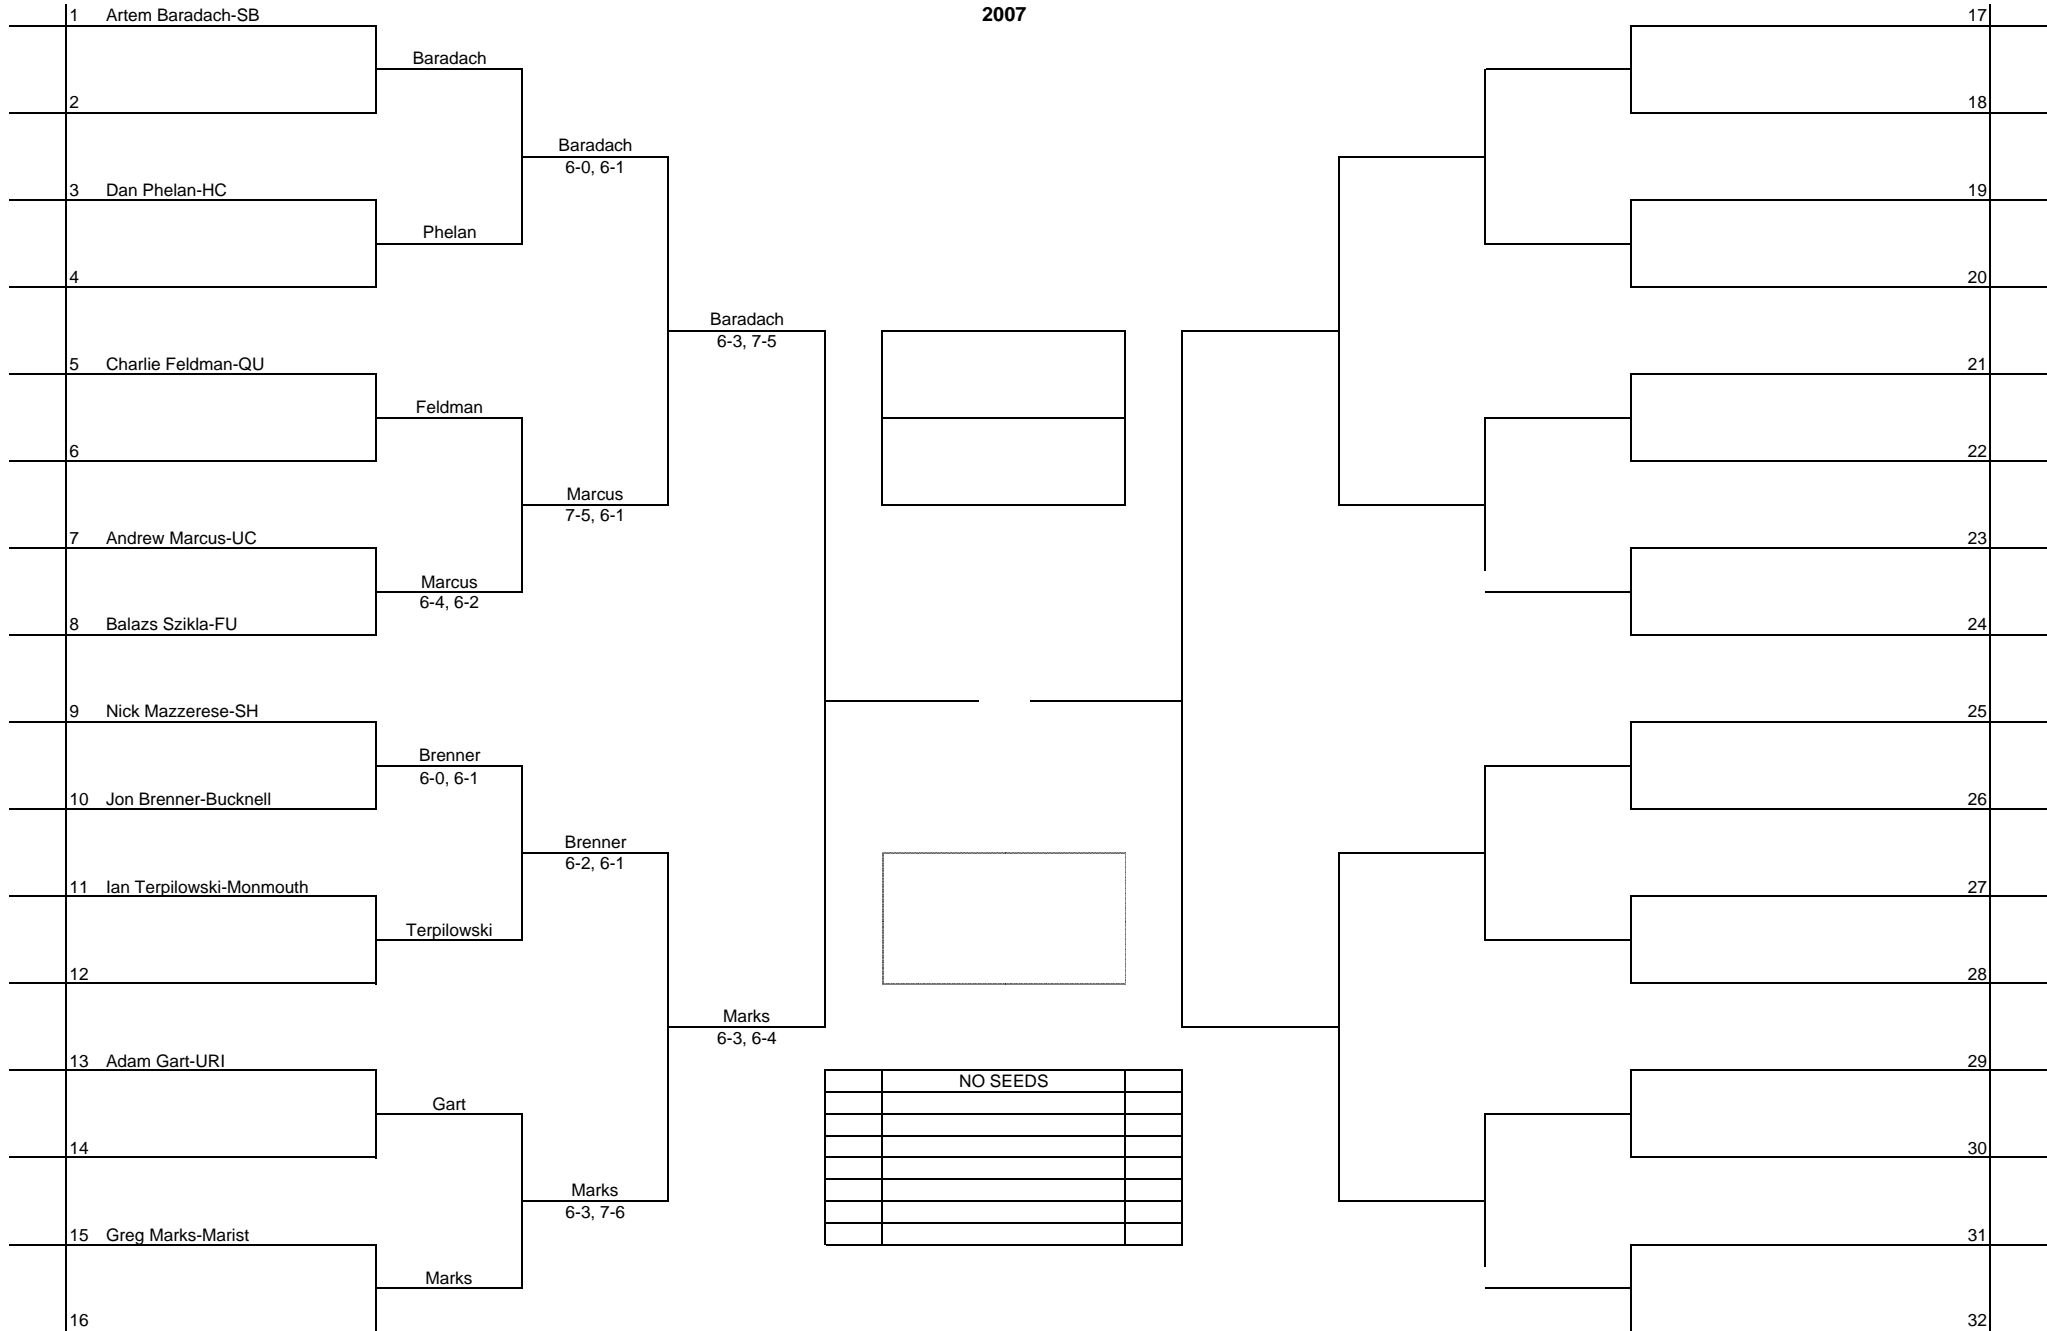 2007
1 Artem Baradach-SB
Baradach
2
Baradach
6-0, 6-1
3 Dan Phelan-HC
Phelan
4
Baradach
6-3, 7-5
5 Charlie Feldman-QU
Feldman
6
Marcus
7-5, 6-1
7 Andrew Marcus-UC
Marcus
6-4, 6-2
8 Balazs Szikla-FU
9 Nick Mazzerese-SH
Brenner
6-0, 6-1
10 Jon Brenner-Bucknell
Brenner
6-2, 6-1
11 Ian Terpilowski-Monmouth
Terpilowski
12
Marks
6-3, 6-4
13 Adam Gart-URI
Gart
14
Marks
6-3, 7-6
15 Greg Marks-Marist
Marks
16
NO SEEDS
17
18
19
20
21
22
23
24
25
26
27
28
29
30
31
32